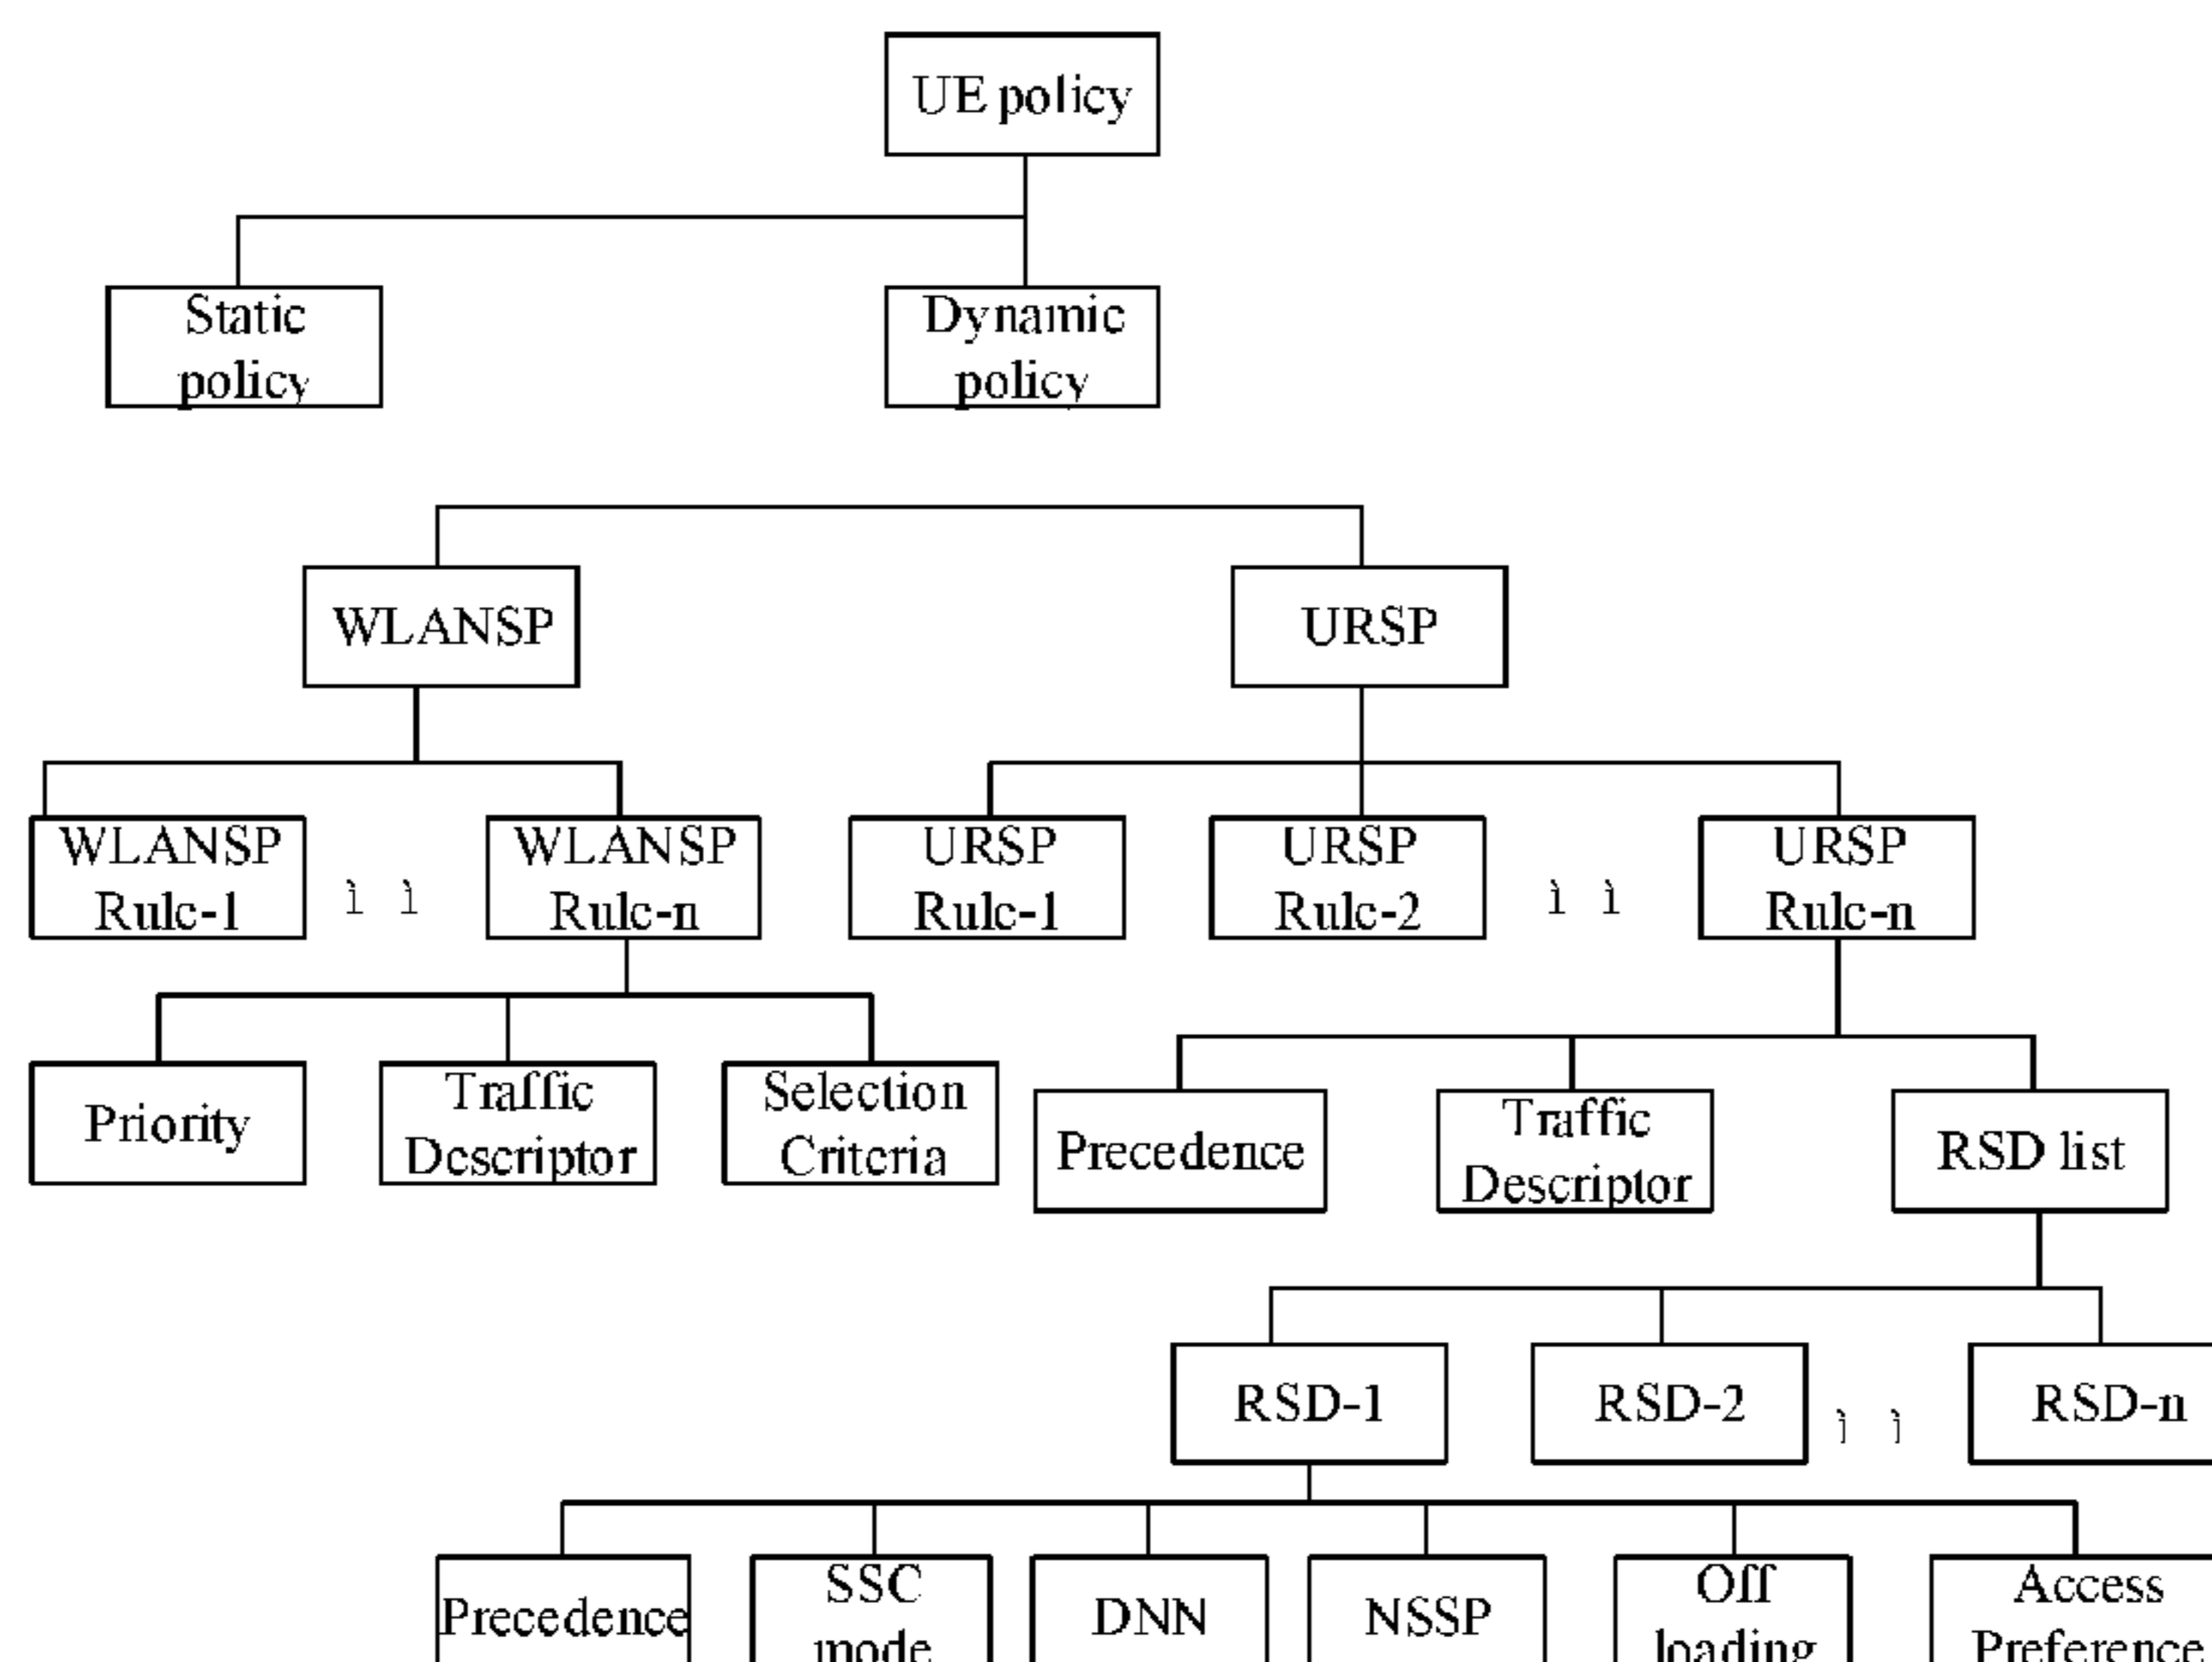 UE policy
Static
policy
Dynamic
policy
WLANSP
URSP
WLANSP
Rule-1
ì ì
WLANSP
Rule-n
URSP
Rule-1
URSP
Rule-2
ì ì
URSP
Rule-n
Priority
Traffic
Descriptor
Selection
Criteria
Precedence
Traffic
Descriptor
RSD list
RSD-1
RSD-2
ì ì
RSD-n
Precedence
SSC
mode
DNN
NSSP
Off
loading
Access
Preference